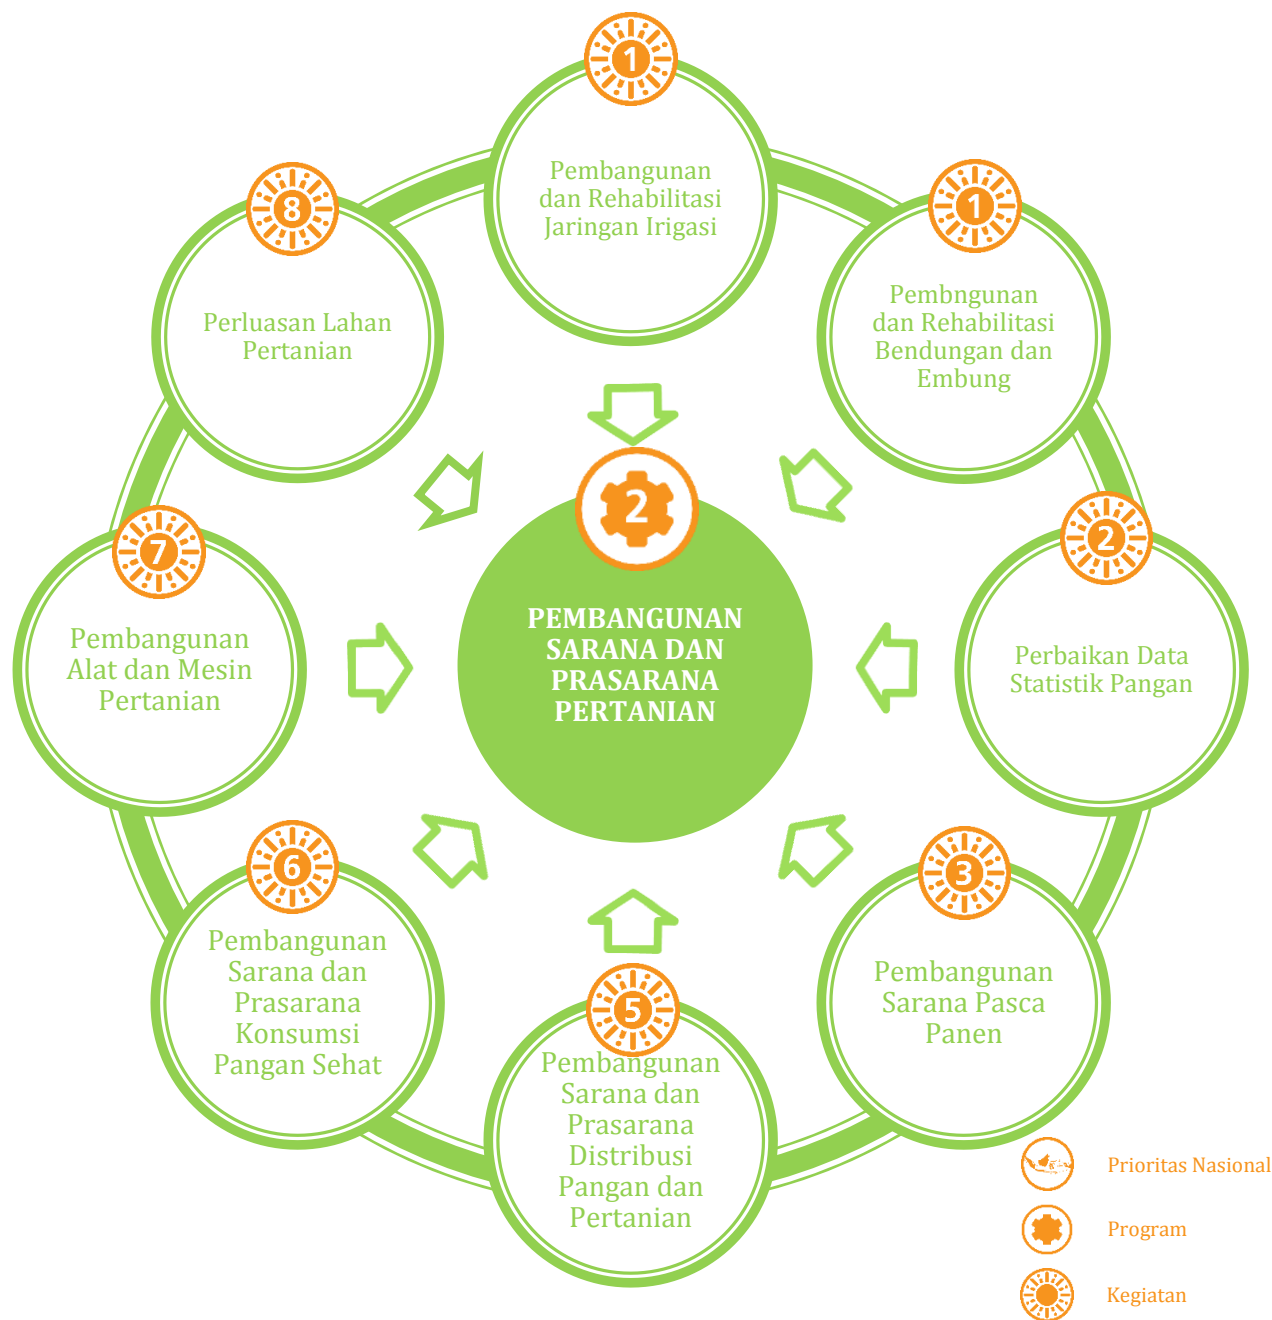 1
Pembangunan
dan Rehabilitasi
Jaringan Irigasi
1
Pembngunan
dan Rehabilitasi
Bendungan dan
Embung
2
Perbaikan Data
Statistik Pangan
3
Pembangunan
Sarana Pasca
Panen
5
Pembangunan
Sarana dan
Prasarana
Distribusi
Pangan dan
Pertanian
6
Pembangunan
Sarana dan
Prasarana
Konsumsi
Pangan Sehat
7
Pembangunan
Alat dan Mesin
Pertanian
8
Perluasan Lahan
Pertanian
2
PEMBANGUNAN
SARANA DAN
PRASARANA
PERTANIAN
Prioritas Nasional
Program
Kegiatan